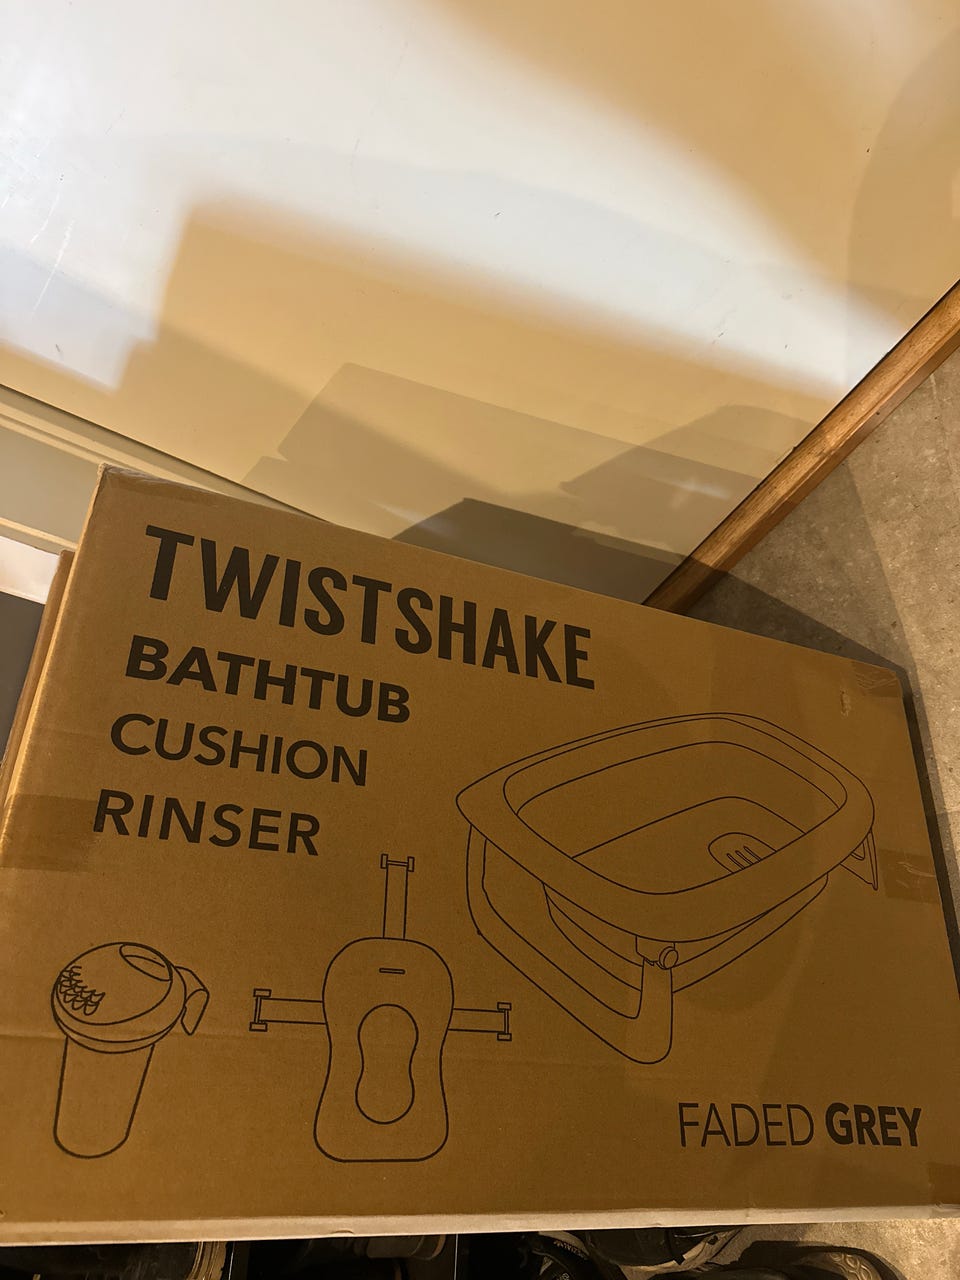 TWISTSHAKE
BATHTUB
CUSHION
RINSER
FADED GREY